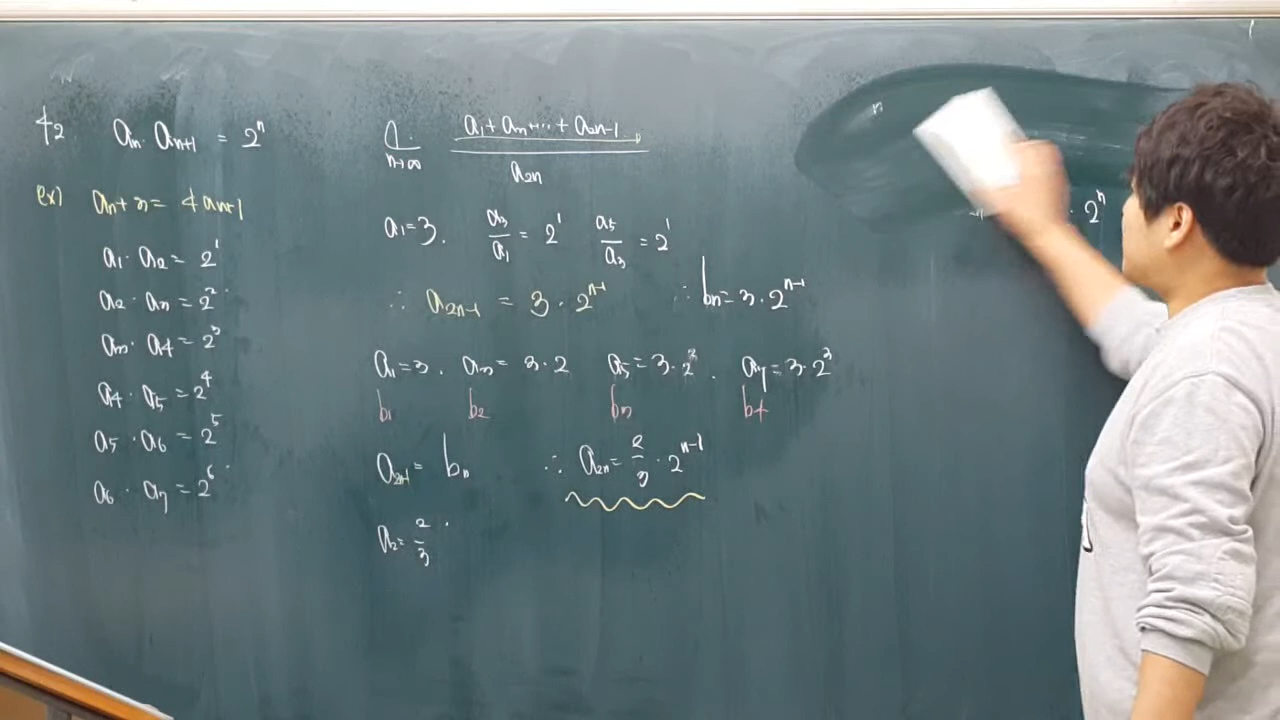 42 aₙ · aₙ₊₁ = 2ⁿ
ex) aₙ+3 = 4aₙ₊₁
a₁ · a₂ = 2¹
a₂ · a₃ = 2²
a₃ · a₄ = 2³
a₄ · a₅ = 2⁴
a₅ · a₆ = 2⁵
a₆ · a₇ = 2⁶
n→∞ (a₁ + a₃ + ... + a₂ₙ₋₁) / a₂ₙ
a₁ = 3. a₃/a₁ = 2¹ a₅/a₃ = 2¹
∴ a₂ₙ₋₁ = 3 · 2ⁿ⁻¹ ∴ bₙ = 3 · 2ⁿ⁻¹
a₁ = 3. a₃ = 3 · 2 a₅ = 3 · 2². a₇ = 3 · 2³
b₁ b₂ b₃ b₄
a₂ₙ₋₁ = bₙ ∴ a₂ₙ = 2/3 · 2ⁿ⁻¹
a₂ = 2/3
n
· 2ⁿ